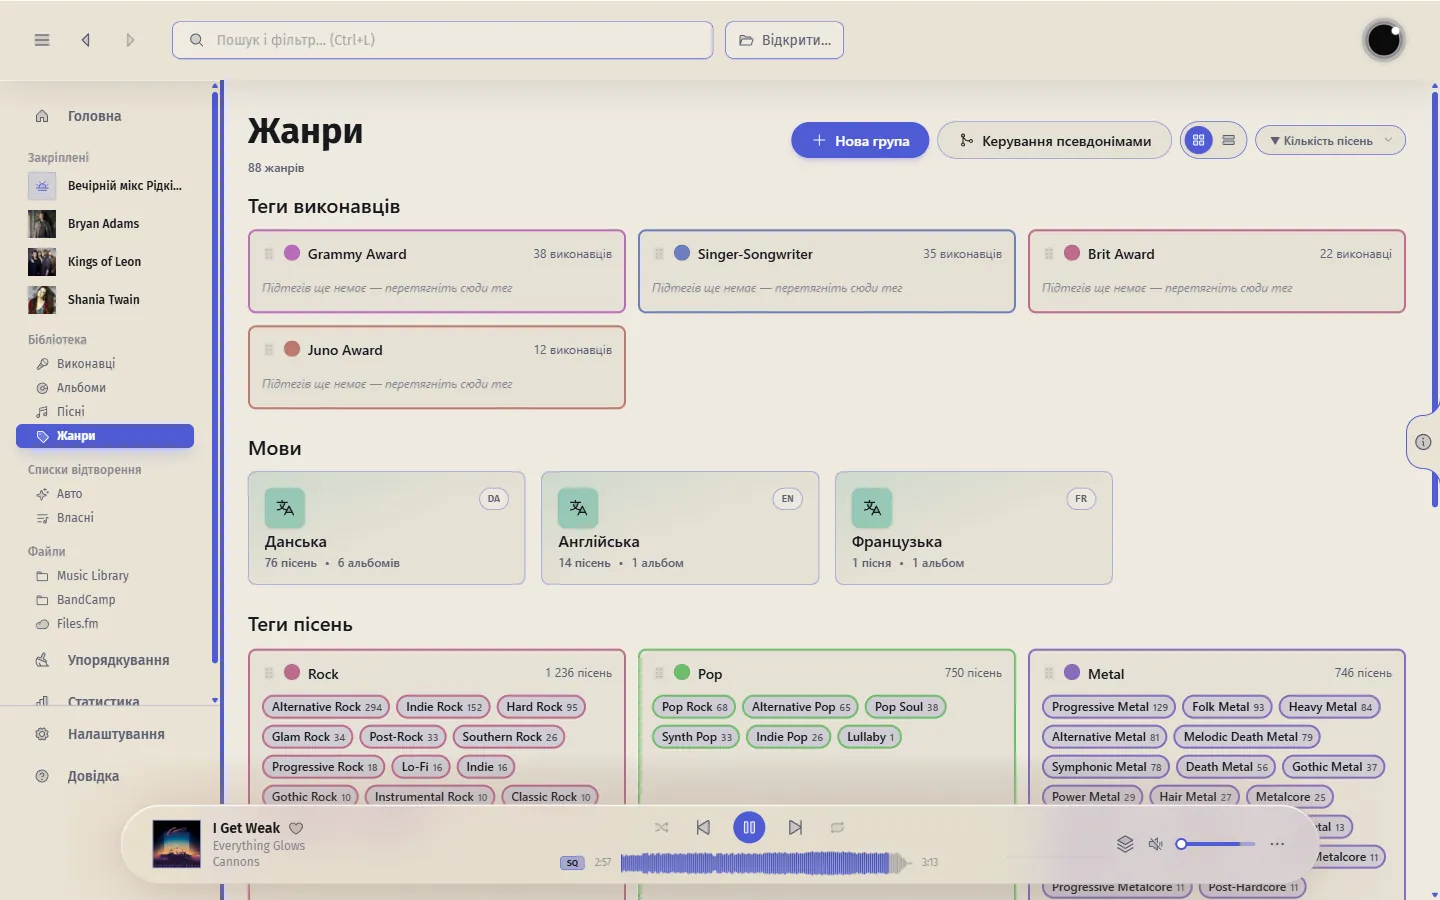 Пошук і фільтр... (Ctrl+L)
Відкрити...
Головна
Закріплені
Вечірній мікс Рідкі...
Bryan Adams
Kings of Leon
Shania Twain
Бібліотека
Виконавці
Альбоми
Пісні
Жанри
Списки відтворення
Авто
Власні
Файли
Music Library
BandCamp
Files.fm
Упорядкування
Статистика
Налаштування
Довідка
Жанри
88 жанрів
Нова група
Керування псевдонімами
▼ Кількість пісень
Теги виконавців
Grammy Award 38 виконавців
Підтегів ще немає — перетягніть сюди тег
Singer-Songwriter 35 виконавців
Підтегів ще немає — перетягніть сюди тег
Brit Award 22 виконавці
Підтегів ще немає — перетягніть сюди тег
Juno Award 12 виконавців
Підтегів ще немає — перетягніть сюди тег
Мови
DA
Данська
76 пісень • 6 альбомів
EN
Англійська
14 пісень • 1 альбом
FR
Французька
1 пісня • 1 альбом
Теги пісень
Rock 1 236 пісень
Alternative Rock 294 Indie Rock 152 Hard Rock 95
Glam Rock 34 Post-Rock 33 Southern Rock 26
Progressive Rock 18 Lo-Fi 16 Indie 16
Gothic Rock 10 Instrumental Rock 10 Classic Rock 10
Pop 750 пісень
Pop Rock 68 Alternative Pop 65 Pop Soul 38
Synth Pop 33 Indie Pop 26 Lullaby 1
Metal 746 пісень
Progressive Metal 129 Folk Metal 93 Heavy Metal 84
Alternative Metal 81 Melodic Death Metal 79
Symphonic Metal 78 Death Metal 56 Gothic Metal 37
Power Metal 29 Hair Metal 27 Metalcore 25
13
Metalcore 11
Progressive Metalcore 11 Post-Hardcore 11
I Get Weak
Everything Glows
Cannons
SQ 2:57 3:13